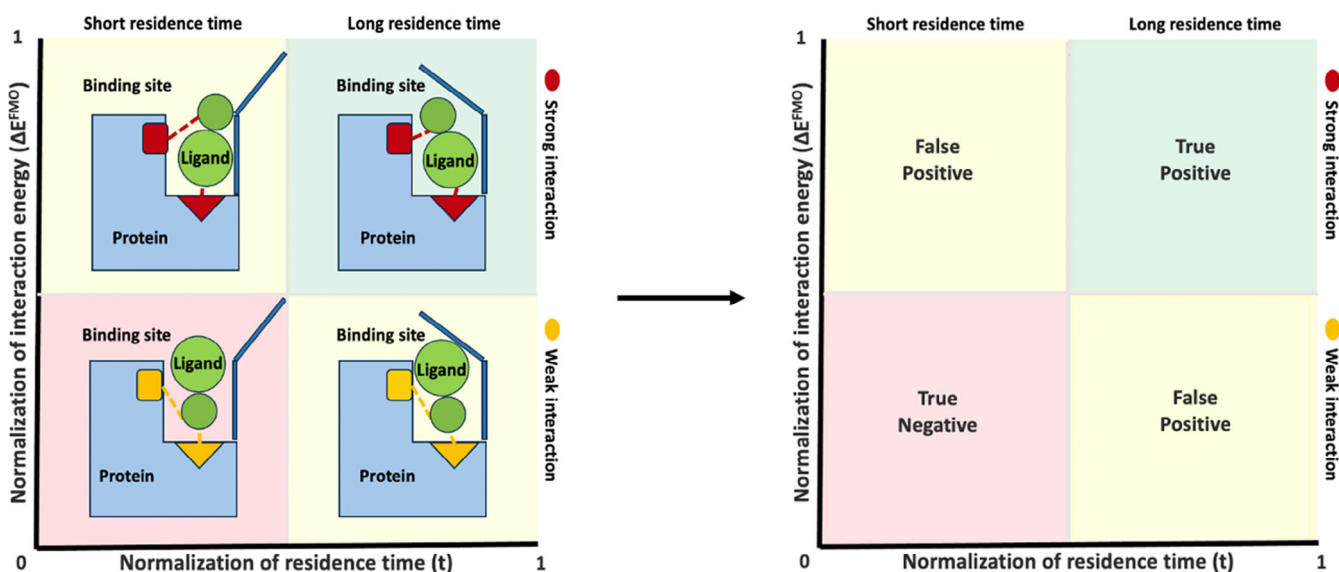 Short residence time
Long residence time
1
Binding site
Ligand
Protein
Binding site
Ligand
Protein
Strong interaction
Binding site
Ligand
Protein
Binding site
Ligand
Protein
Weak interaction
Normalization of interaction energy (ΔE^FMO)
0
Normalization of residence time (t)
1
Short residence time
Long residence time
1
False
Positive
True
Positive
Strong interaction
True
Negative
False
Positive
Weak interaction
Normalization of interaction energy (ΔE^FMO)
0
Normalization of residence time (t)
1